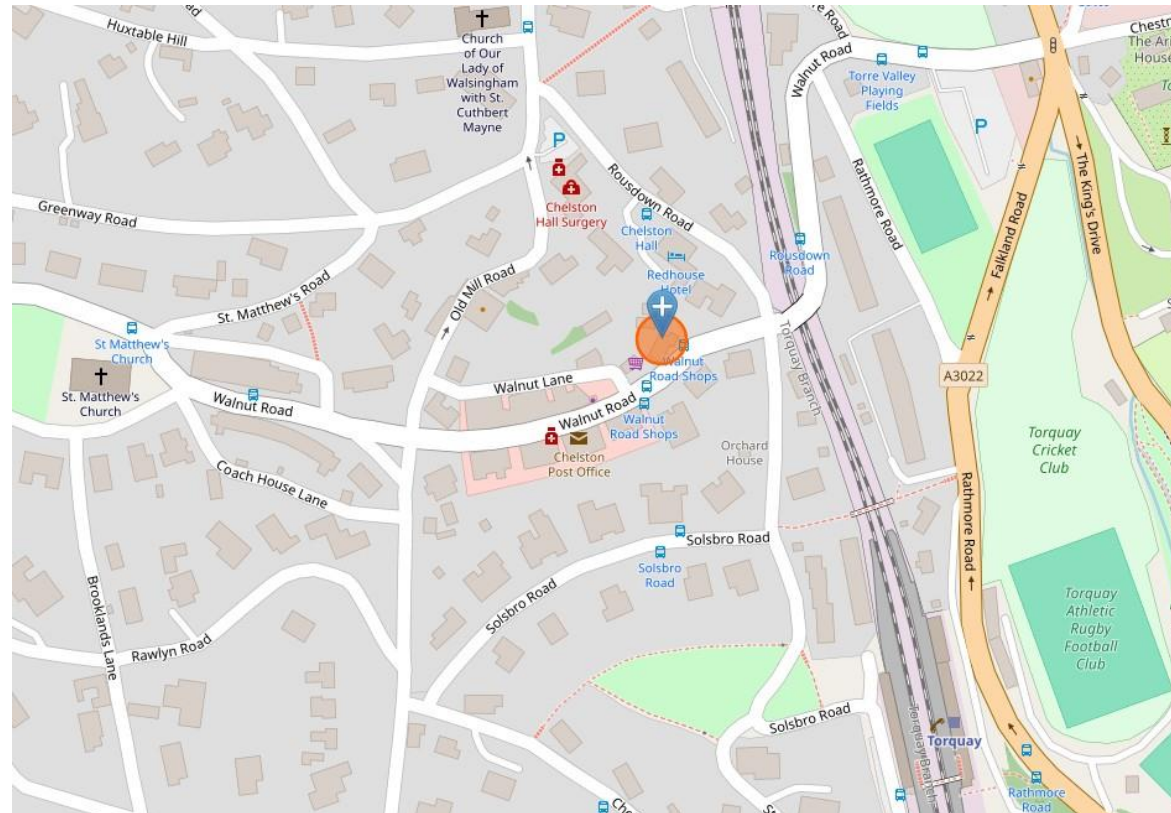 Huxtable Hill
Church
of Our
Lady of
Walsingham
with St.
Cuthbert
Mayne
Walnut Road
Torre Valley
Playing
Fields
P
Chestn
The Ar
House
P
Chelston
Hall Surgery
Rousdown Road
Chelston
Hall
Redhouse
Hotel
Rathmore Road
Falkland Road
The King's Drive
Greenway Road
Old Mill Road
Rousdown
Road
St. Matthew's Road
St Matthew's
Church
St. Matthew's
Church
Walnut Lane
Walnut
Road Shops
Torquay Branch
A3022
Walnut Road
Walnut Road
Walnut
Road Shops
Chelston
Post Office
Orchard
House
Torquay
Cricket
Club
Coach House Lane
Rathmore Road
Solsbro Road
Solsbro
Road
Solsbro Road
Brooklands Lane
Rawlyn Road
Torquay
Athletic
Rugby
Football
Club
Solsbro Road
Torquay Branch
Torquay
Rathmore
Road
Che
St